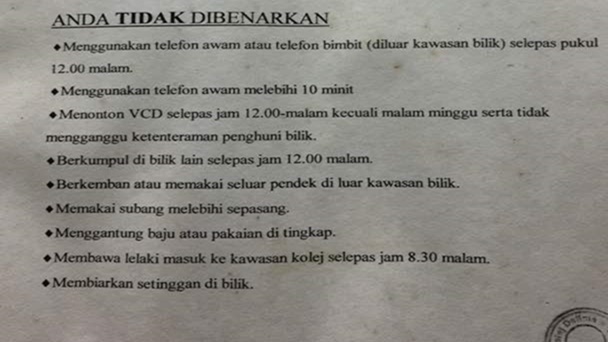 ANDA TIDAK DIBENARKAN
◆Menggunakan telefon awam atau telefon bimbit (diluar kawasan bilik) selepas pukul
12.00 malam.
◆Menggunakan telefon awam melebihi 10 minit
◆Menonton VCD selepas jam 12.00-malam kecuali malam minggu serta tidak
mengganggu ketenteraman penghuni bilik.
◆Berkumpul di bilik lain selepas jam 12.00 malam.
◆Berkemban atau memakai seluar pendek di luar kawasan bilik.
◆Memakai subang melebihi sepasang.
◆Menggantung baju atau pakaian di tingkap.
◆Membawa lelaki masuk ke kawasan kolej selepas jam 8.30 malam.
◆Membiarkan setinggan di bilik.